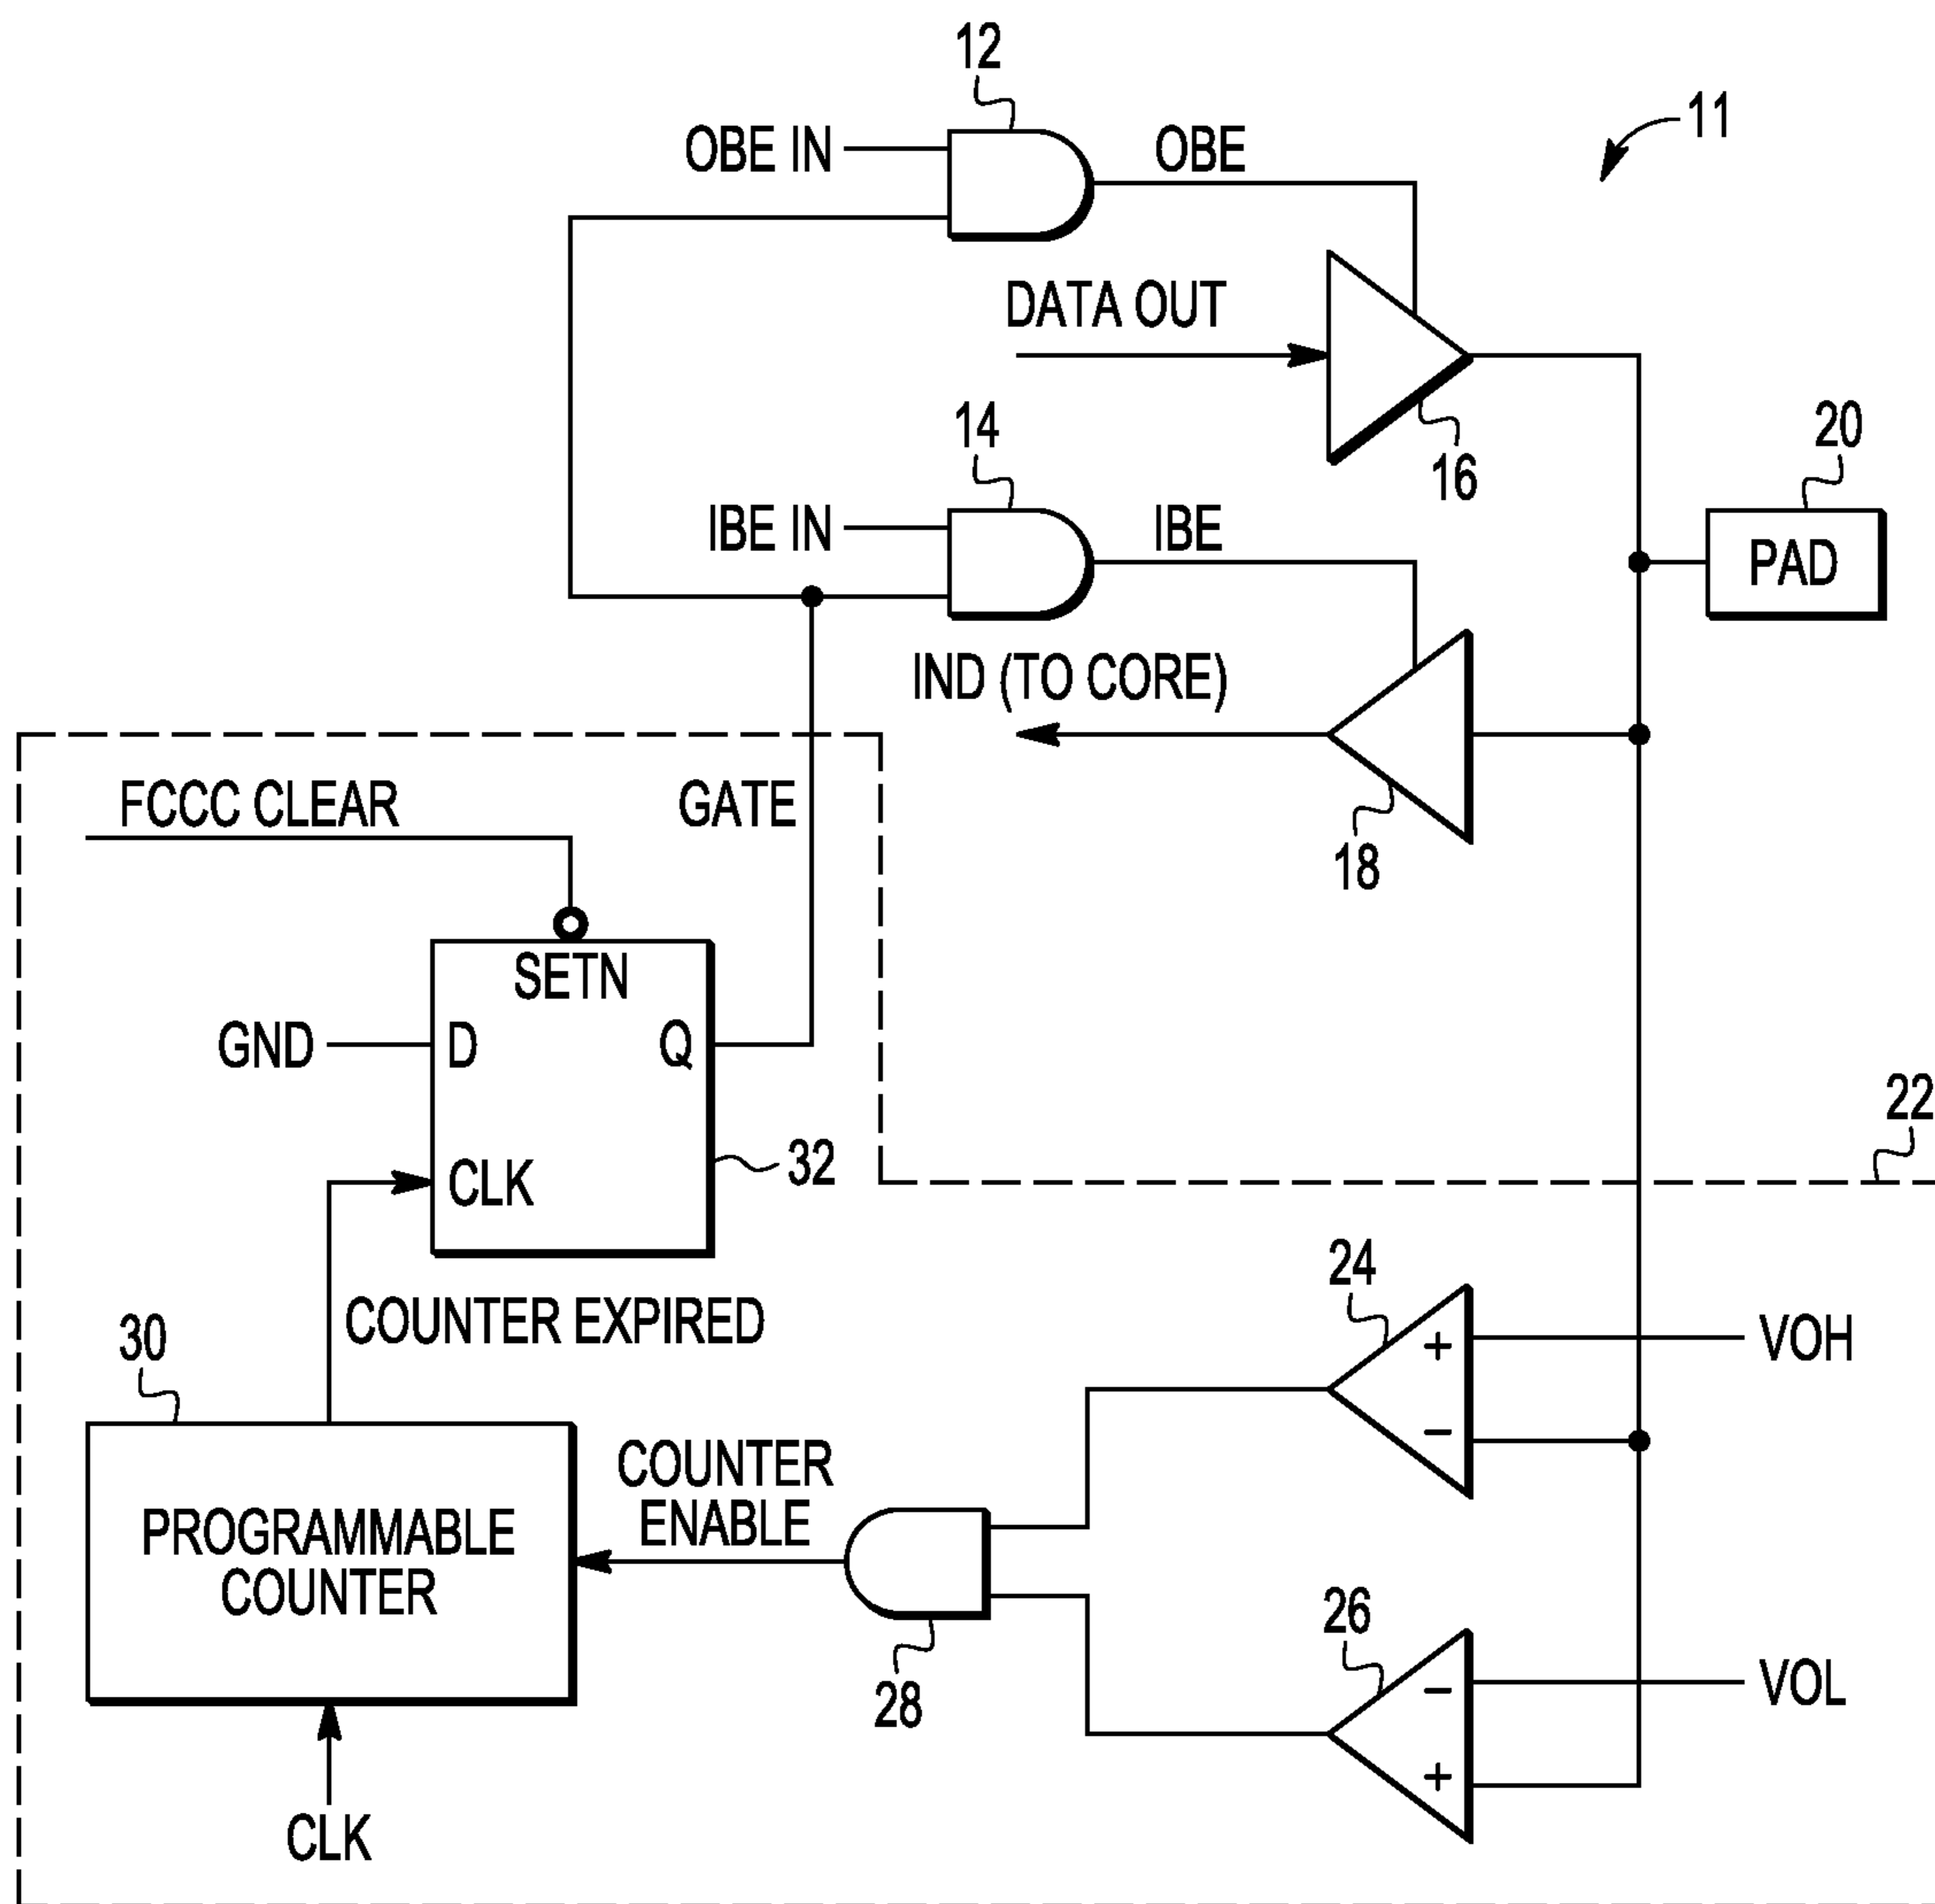 12
11
OBE IN
OBE
DATA OUT
16
14
20
IBE IN
IBE
PAD
IND (TO CORE)
18
FCCC CLEAR
GATE
SETN
GND
D
Q
22
32
CLK
24
30
COUNTER EXPIRED
+
VOH
−
COUNTER
ENABLE
PROGRAMMABLE
COUNTER
26
28
−
VOL
+
CLK